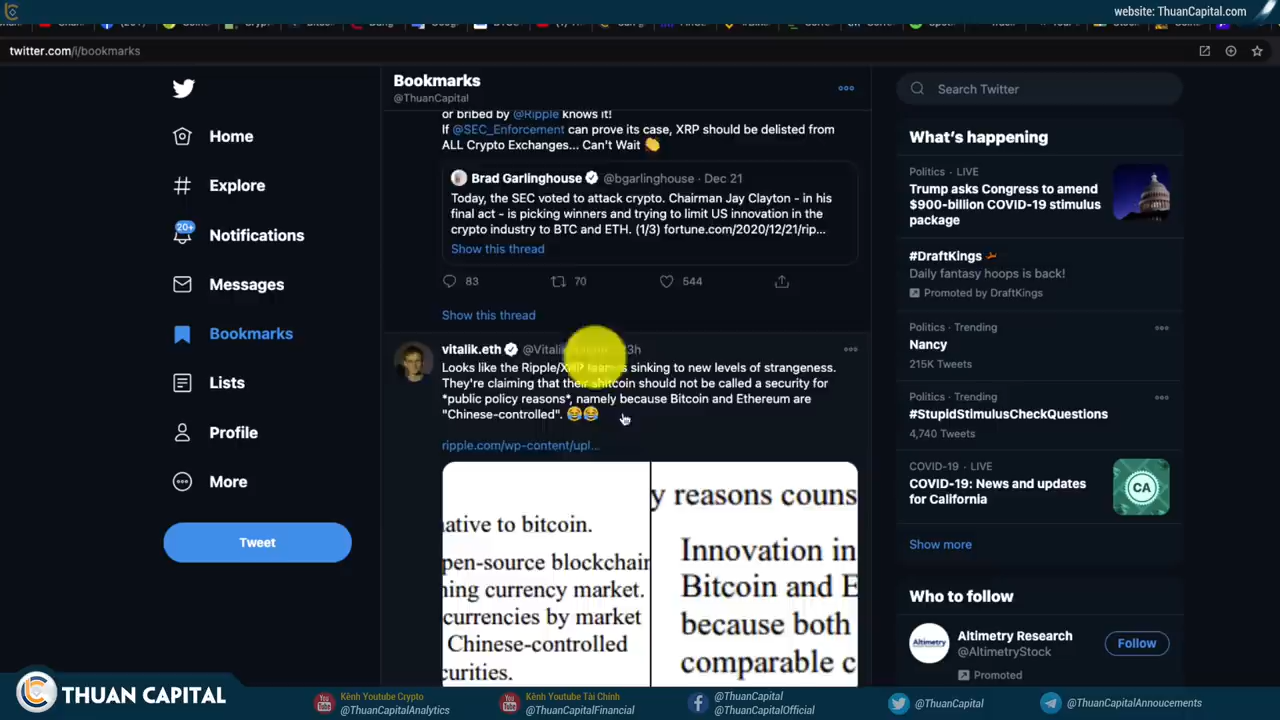 website: ThuanCapital.com
twitter.com/i/bookmarks
Bookmarks
@ThuanCapital
Home
Explore
20+
Notifications
Messages
Bookmarks
Lists
Profile
More
Tweet
or bribed by @Ripple knows it!
If @SEC_Enforcement can prove its case, XRP should be delisted from
ALL Crypto Exchanges... Can't Wait 👏
Brad Garlinghouse @bgarlinghouse · Dec 21
Today, the SEC voted to attack crypto. Chairman Jay Clayton - in his
final act - is picking winners and trying to limit US innovation in the
crypto industry to BTC and ETH. (1/3) fortune.com/2020/12/21/rip...
Show this thread
83 70 544
Show this thread
vitalik.eth 23h
Looks like the Ripple/XRP team is sinking to new levels of strangeness.
They're claiming that their shitcoin should not be called a security for
*public policy reasons*, namely because Bitcoin and Ethereum are
"Chinese-controlled". 😂😂
ripple.com/wp-content/upl...
ative to bitcoin.
pen-source blockchain
ning currency market.
currencies by market
Chinese-controlled
curities.
y reasons couns
Innovation in
Bitcoin and E
because both
comparable c
Search Twitter
What's happening
Politics · LIVE
Trump asks Congress to amend
$900-billion COVID-19 stimulus
package
#DraftKings
Daily fantasy hoops is back!
Promoted by DraftKings
Politics · Trending
Nancy
215K Tweets
Politics · Trending
#StupidStimulusCheckQuestions
4,740 Tweets
COVID-19 · LIVE
COVID-19: News and updates
for California
CA
Show more
Who to follow
Altimetry
Altimetry Research
@AltimetryStock
Follow
Promoted
THUAN CAPITAL
You Tube
Kênh Youtube Crypto
@ThuanCapitalAnalytics
You Tube
Kênh Youtube Tài Chính
@ThuanCapitalFinancial
@ThuanCapital
@ThuanCapitalOfficial
@ThuanCapital
@ThuanCapitalAnnoucements